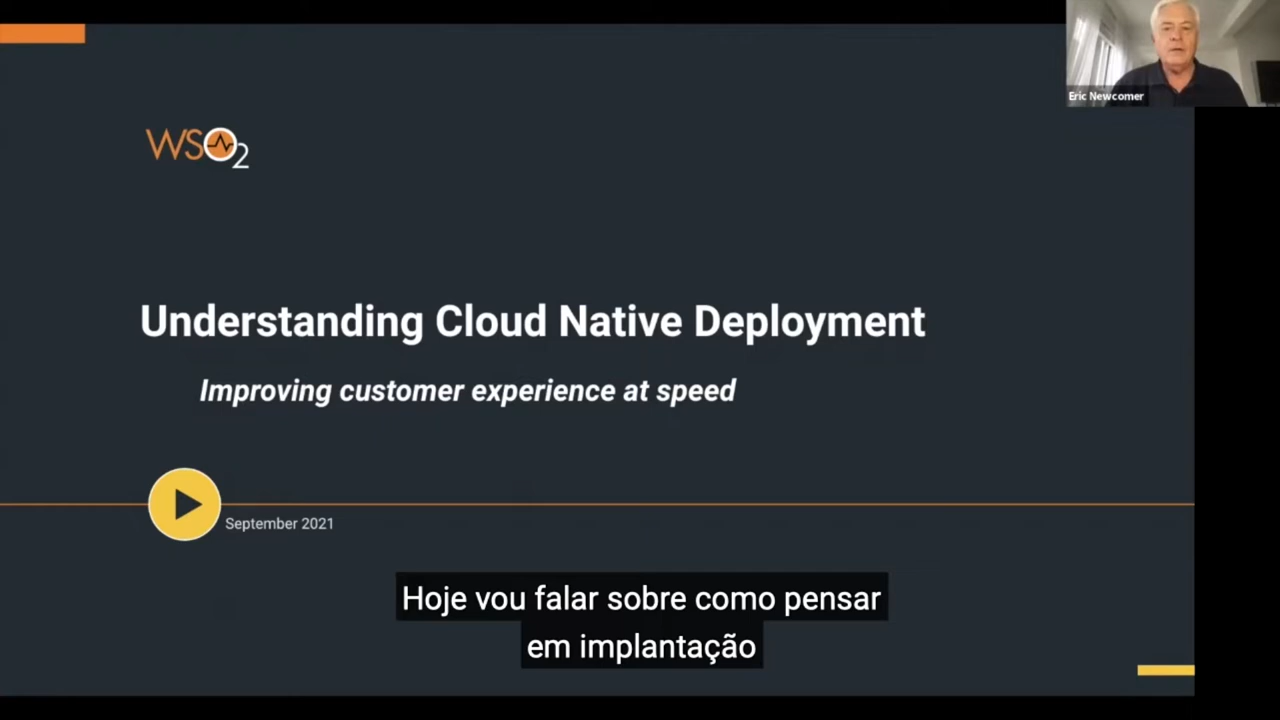 Eric Newcomer
WSO2
Understanding Cloud Native Deployment
Improving customer experience at speed
September 2021
Hoje vou falar sobre como pensar
em implantação